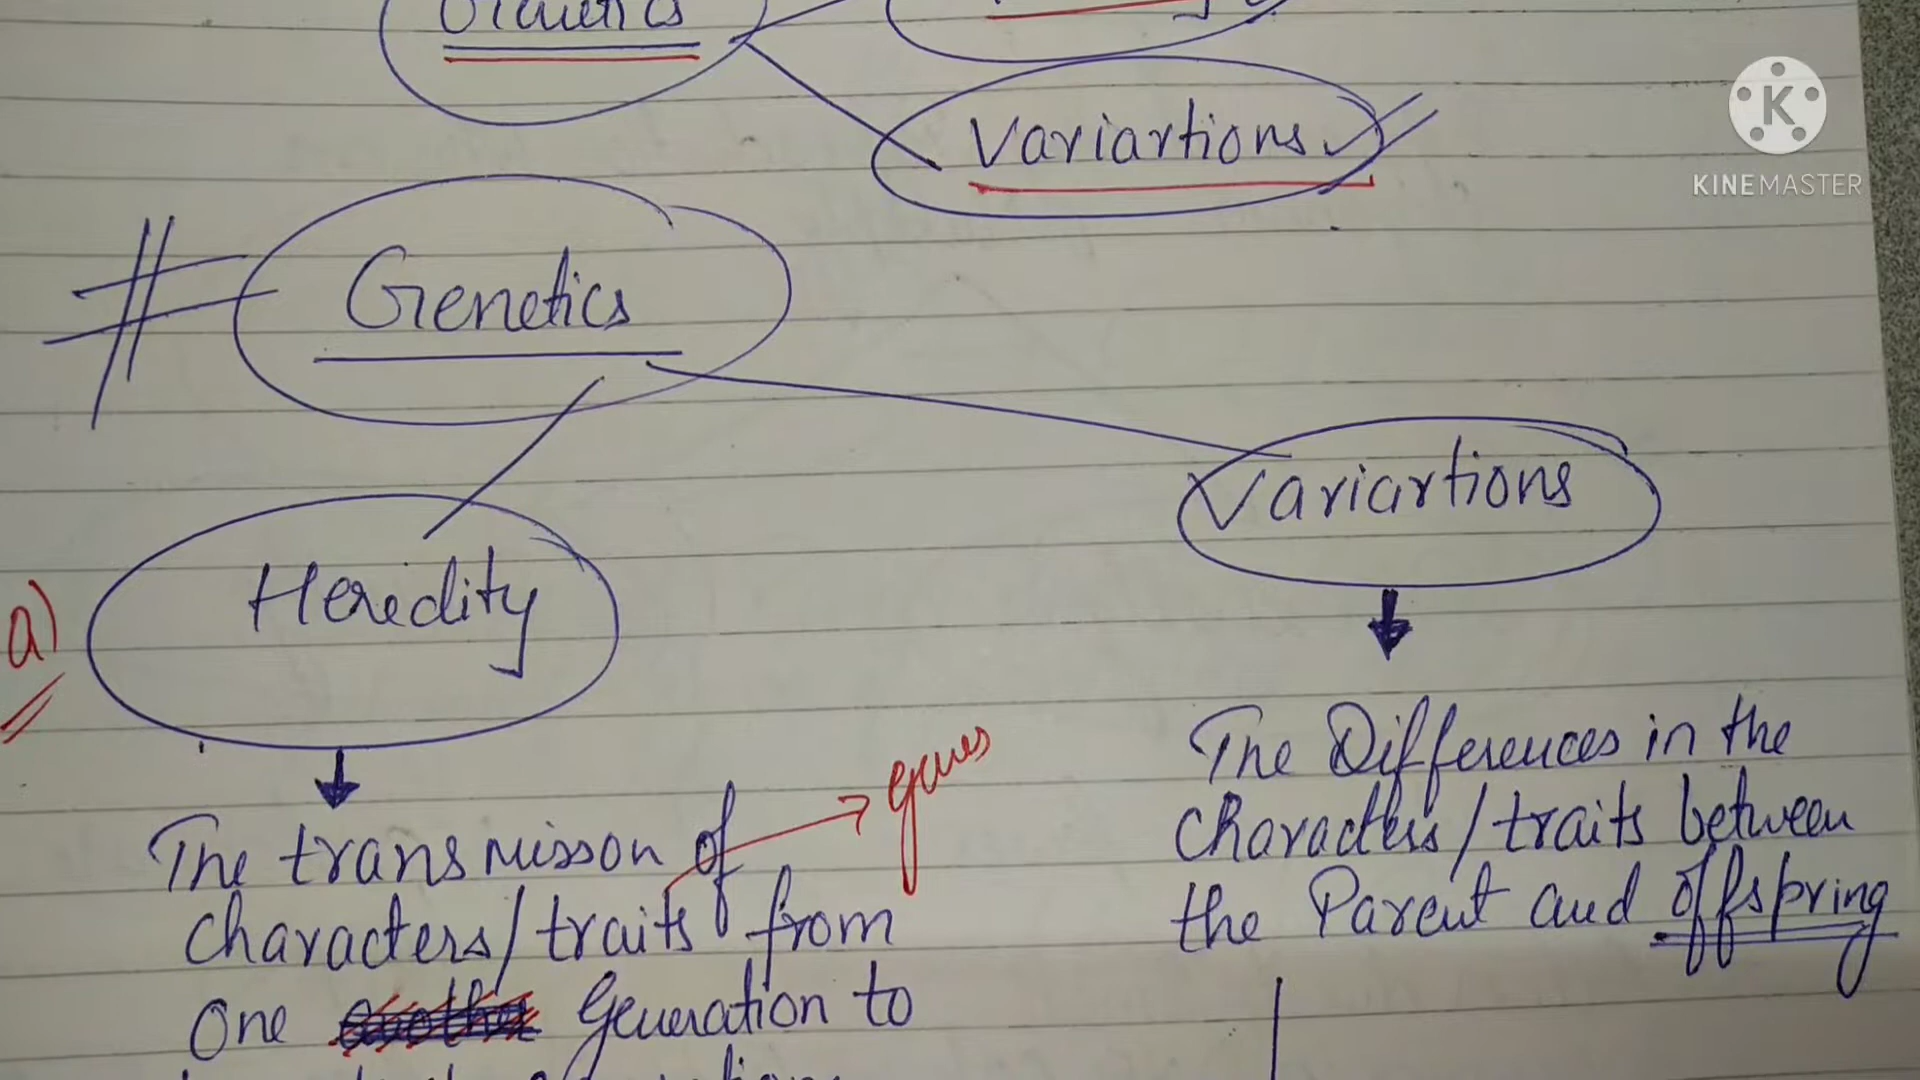 Genetics
Variartions
K
KINEMASTER
# Genetics
Variartions
a) Heredity
The transmisson of
genes
characters/traits from
One Generation to
The Differences in the
characters/traits between
the Parent and offspring